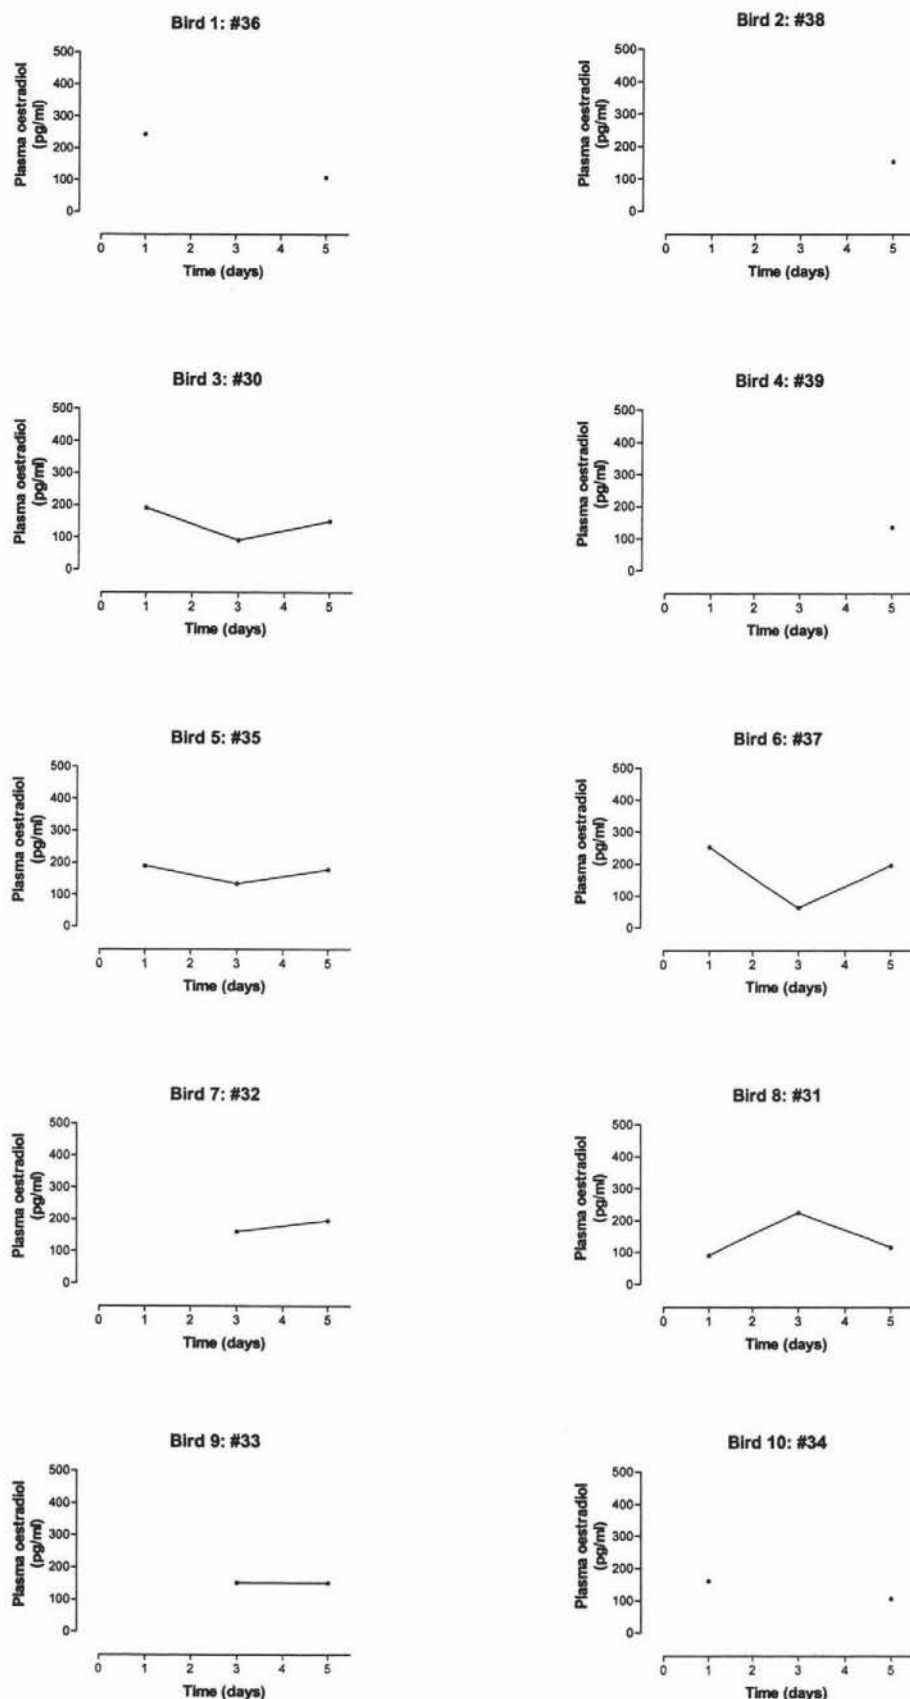 Bird 1: #36
Plasma oestradiol
(pg/ml)
500
400
300
200
100
0
0 1 2 3 4 5
Time (days)
Bird 2: #38
Plasma oestradiol
(pg/ml)
500
400
300
200
100
0
0 1 2 3 4 5
Time (days)
Bird 3: #30
Plasma oestradiol
(pg/ml)
500
400
300
200
100
0
0 1 2 3 4 5
Time (days)
Bird 4: #39
Plasma oestradiol
(pg/ml)
500
400
300
200
100
0
0 1 2 3 4 5
Time (days)
Bird 5: #35
Plasma oestradiol
(pg/ml)
500
400
300
200
100
0
0 1 2 3 4 5
Time (days)
Bird 6: #37
Plasma oestradiol
(pg/ml)
500
400
300
200
100
0
0 1 2 3 4 5
Time (days)
Bird 7: #32
Plasma oestradiol
(pg/ml)
500
400
300
200
100
0
0 1 2 3 4 5
Time (days)
Bird 8: #31
Plasma oestradiol
(pg/ml)
500
400
300
200
100
0
0 1 2 3 4 5
Time (days)
Bird 9: #33
Plasma oestradiol
(pg/ml)
500
400
300
200
100
0
0 1 2 3 4 5
Time (days)
Bird 10: #34
Plasma oestradiol
(pg/ml)
500
400
300
200
100
0
0 1 2 3 4 5
Time (days)